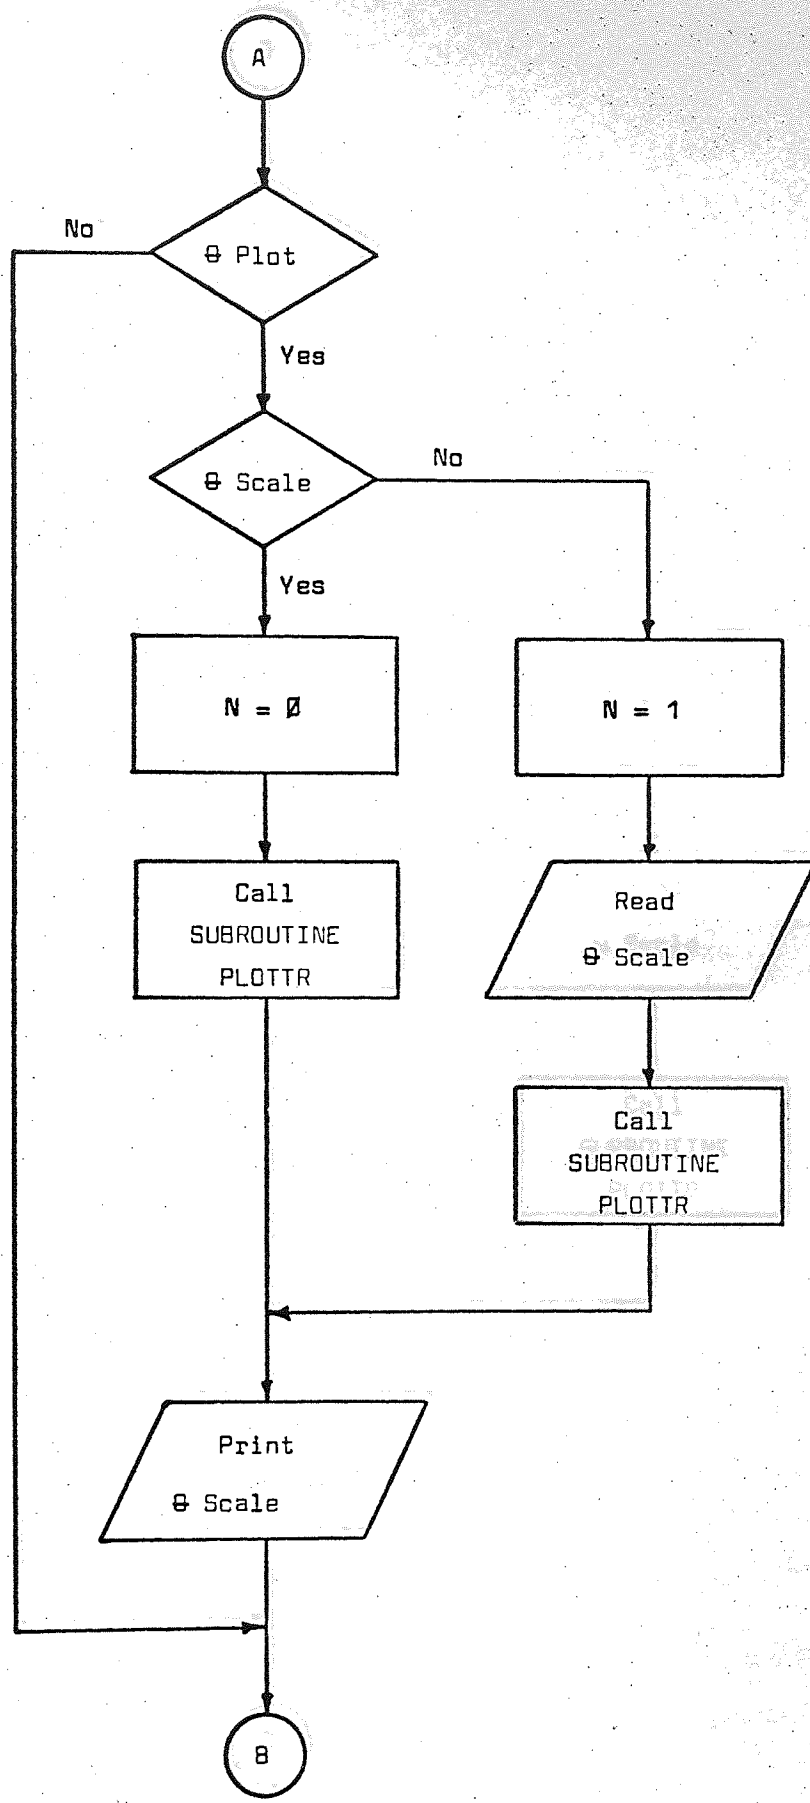 A
No
θ Plot
Yes
No
θ Scale
Yes
N = Ø
N = 1
Call
SUBROUTINE
PLOTTR
Read
θ Scale
Call
SUBROUTINE
PLOTTR
Print
θ Scale
B